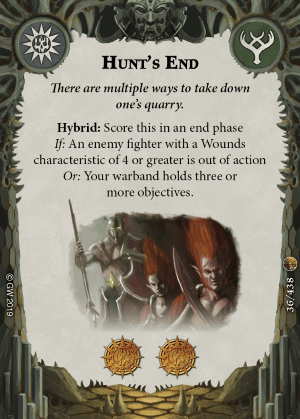 HUNT'S END
There are multiple ways to take down
one's quarry.
Hybrid: Score this in an end phase
If: An enemy fighter with a Wounds
characteristic of 4 or greater is out of action
Or: Your warband holds three or
more objectives.
© GW 2019
36/438